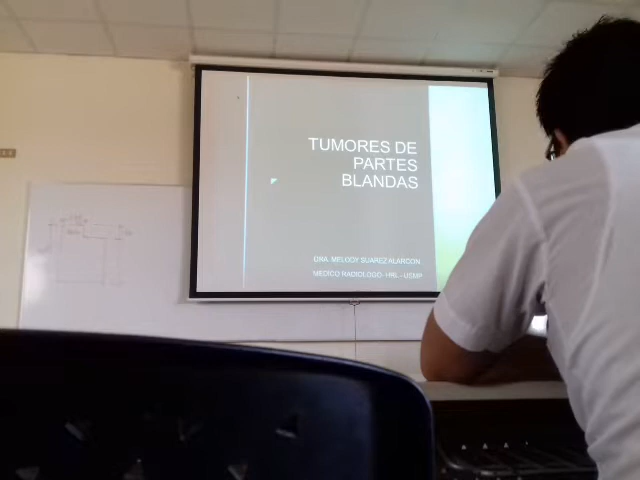 TUMORES DE
PARTES
BLANDAS
DRA. MELODY SUAREZ ALARCON
MEDICO RADIOLOGO- HRL - USMP